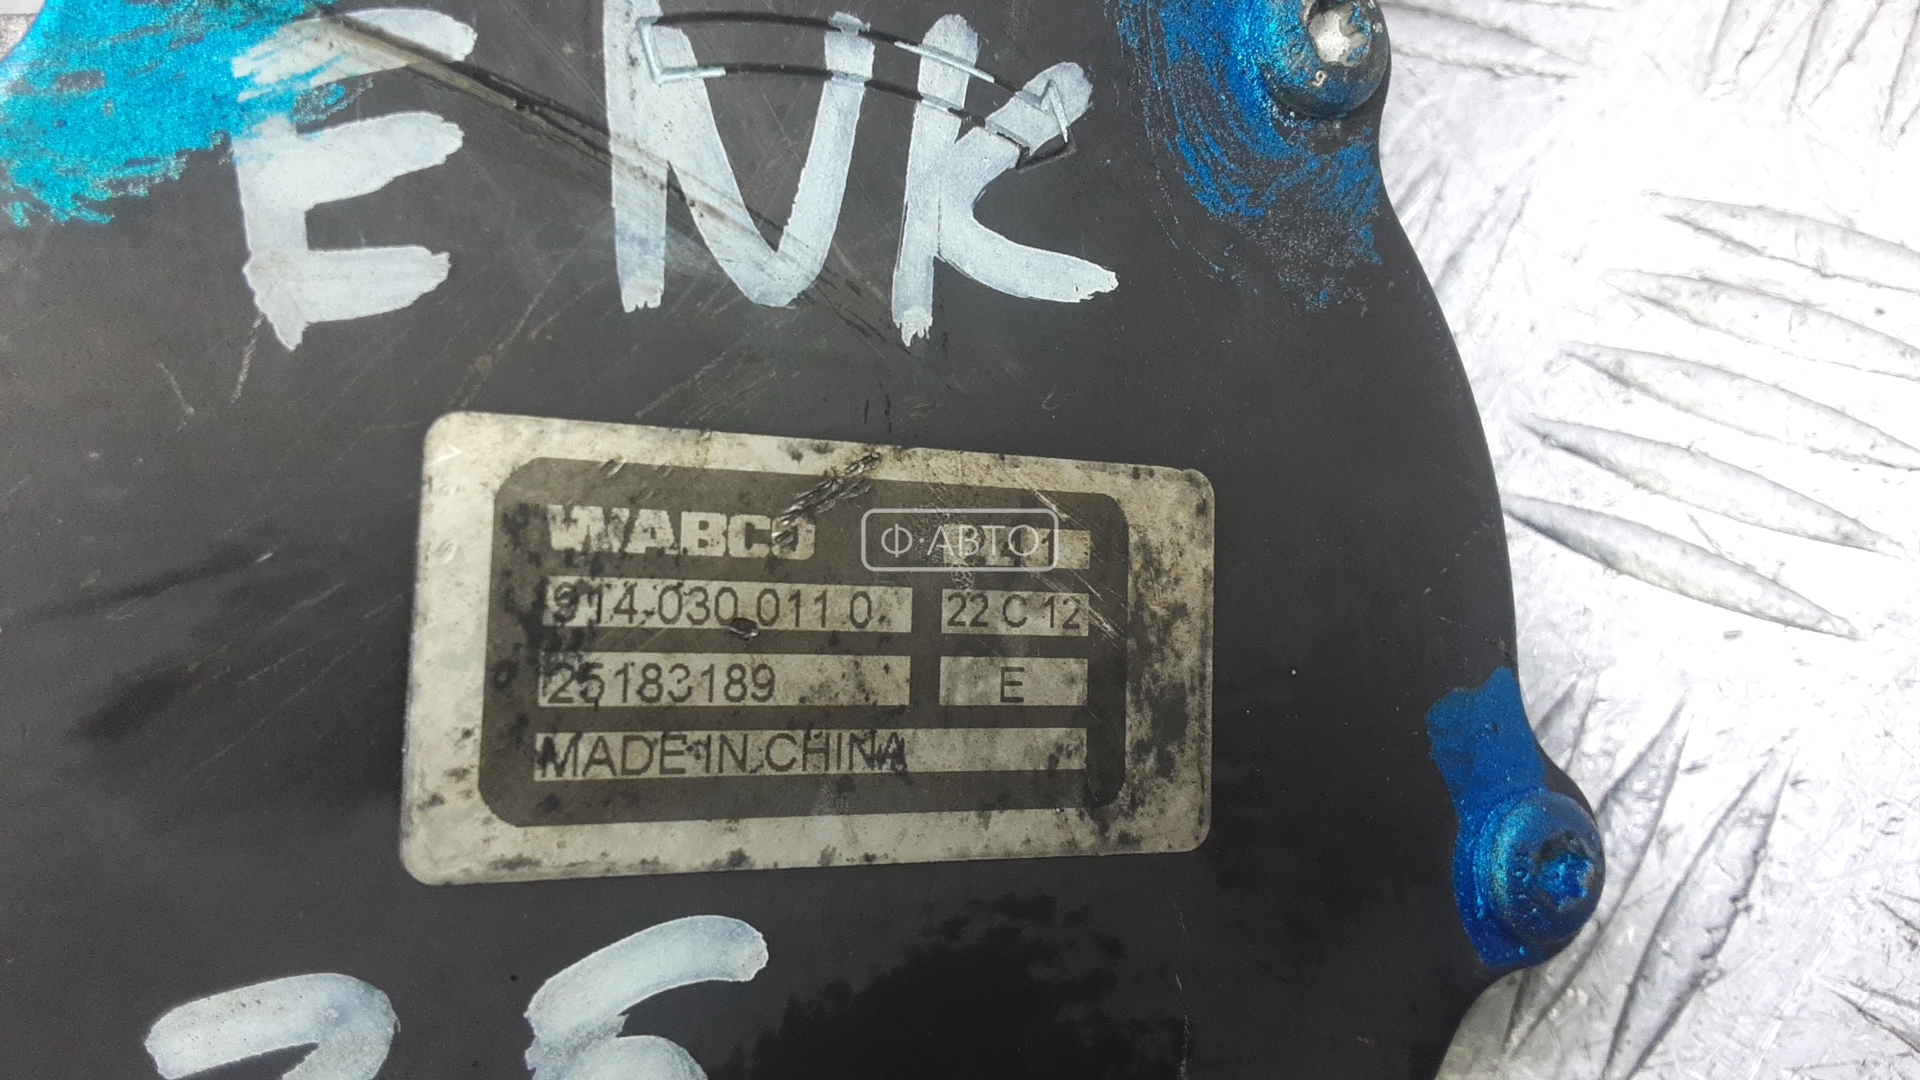 ENK
WABCO
Ф·АВТО
914 030 011 0 22 C 12
25183189 E
MADE IN CHINA